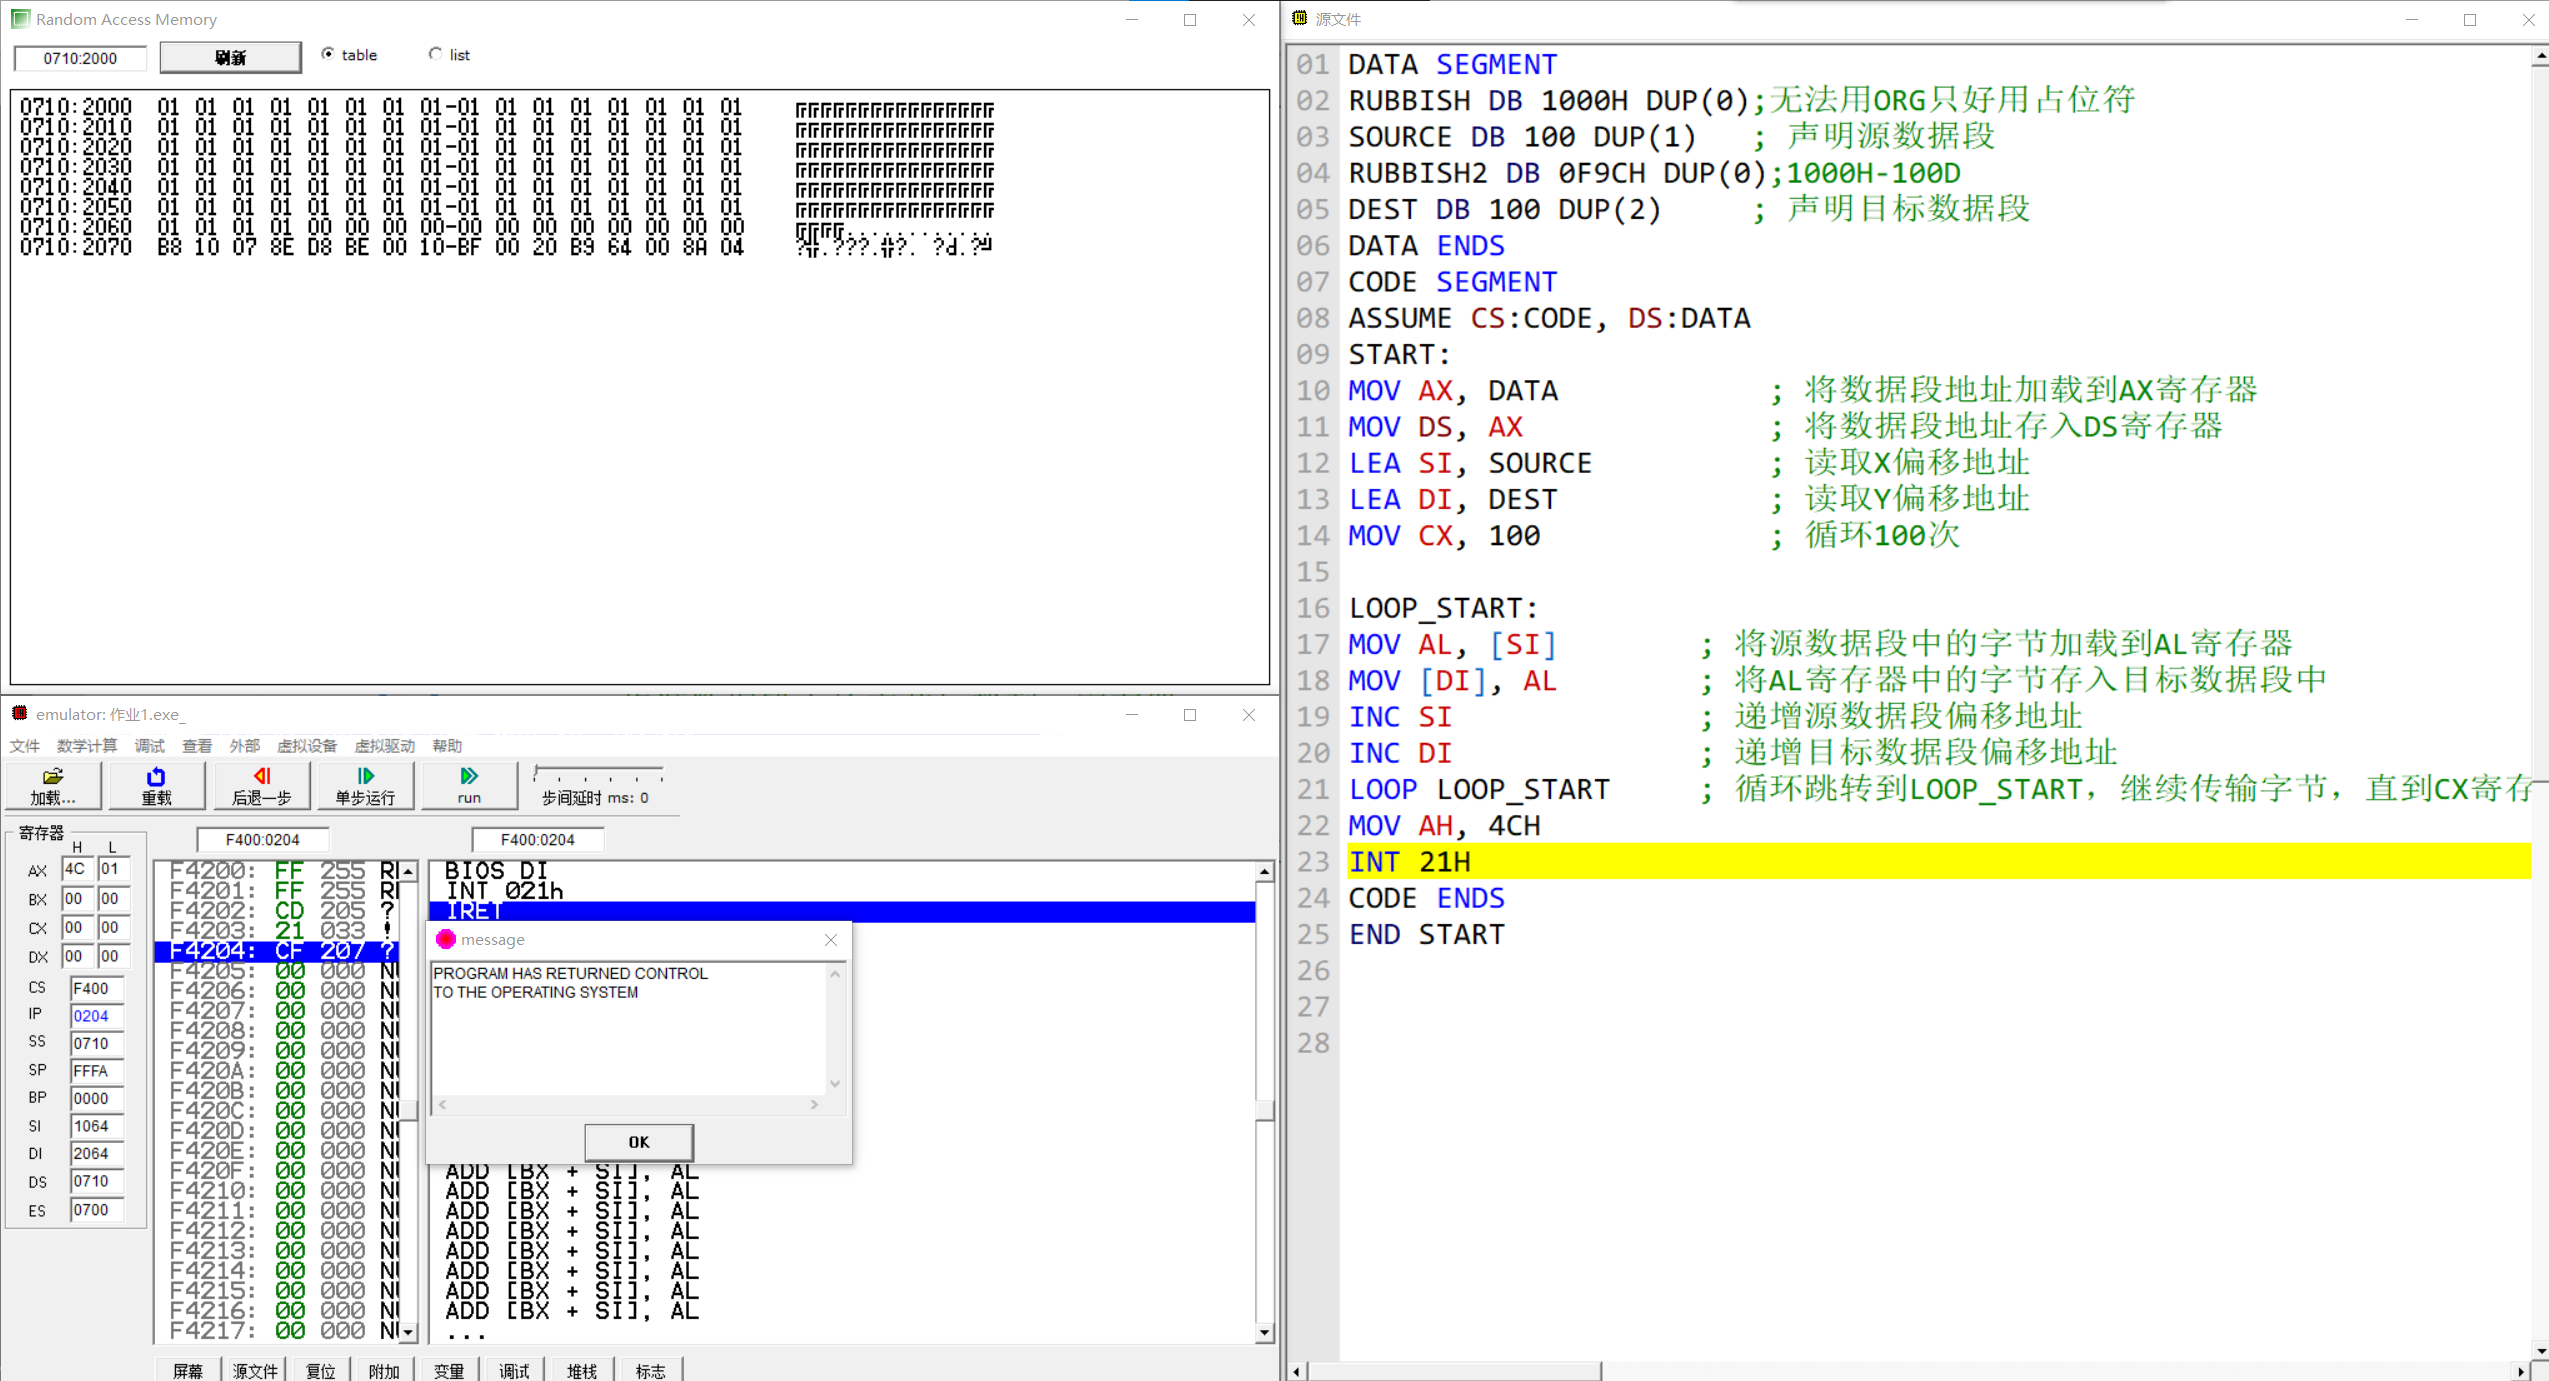 Random Access Memory
0710:2000 刷新 table list
0710:2000 01 01 01 01 01 01 01 01-01 01 01 01 01 01 01 01
0710:2010 01 01 01 01 01 01 01 01-01 01 01 01 01 01 01 01
0710:2020 01 01 01 01 01 01 01 01-01 01 01 01 01 01 01 01
0710:2030 01 01 01 01 01 01 01 01-01 01 01 01 01 01 01 01
0710:2040 01 01 01 01 01 01 01 01-01 01 01 01 01 01 01 01
0710:2050 01 01 01 01 01 01 01 01-01 01 01 01 01 01 01 01
0710:2060 01 01 01 01 00 00 00 00-00 00 00 00 00 00 00 00
0710:2070 B8 10 07 8E D8 BE 00 10-BF 00 20 B9 64 00 8A 04
emulator: 作业1.exe_
文件 数学计算 调试 查看 外部 虚拟设备 虚拟驱动 帮助
加载... 重载 后退一步 单步运行 run 步间延时 ms: 0
寄存器
H L
AX 4C 01
BX 00 00
CX 00 00
DX 00 00
CS F400
IP 0204
SS 0710
SP FFFA
BP 0000
SI 1064
DI 2064
DS 0710
ES 0700
F400:0204
F4200: FF 255
F4201: FF 255
F4202: CD 205 ?
F4203: 21 033 !
F4204: CF 207 ?
F4205: 00 000
F4206: 00 000
F4207: 00 000
F4208: 00 000
F4209: 00 000
F420A: 00 000
F420B: 00 000
F420C: 00 000
F420D: 00 000
F420E: 00 000
F420F: 00 000
F4210: 00 000
F4211: 00 000
F4212: 00 000
F4213: 00 000
F4214: 00 000
F4215: 00 000
F4216: 00 000
F4217: 00 000
F400:0204
BIOS DI
INT 021h
IRET
message
PROGRAM HAS RETURNED CONTROL
TO THE OPERATING SYSTEM
OK
ADD [BX + SI], AL
ADD [BX + SI], AL
ADD [BX + SI], AL
ADD [BX + SI], AL
ADD [BX + SI], AL
ADD [BX + SI], AL
ADD [BX + SI], AL
ADD [BX + SI], AL
...
屏幕 源文件 复位 附加 变量 调试 堆栈 标志
源文件
01 DATA SEGMENT
02 RUBBISH DB 1000H DUP(0);无法用ORG只好用占位符
03 SOURCE DB 100 DUP(1) ; 声明源数据段
04 RUBBISH2 DB 0F9CH DUP(0);1000H-100D
05 DEST DB 100 DUP(2) ; 声明目标数据段
06 DATA ENDS
07 CODE SEGMENT
08 ASSUME CS:CODE, DS:DATA
09 START:
10 MOV AX, DATA ; 将数据段地址加载到AX寄存器
11 MOV DS, AX ; 将数据段地址存入DS寄存器
12 LEA SI, SOURCE ; 读取X偏移地址
13 LEA DI, DEST ; 读取Y偏移地址
14 MOV CX, 100 ; 循环100次
15
16 LOOP_START:
17 MOV AL, [SI] ; 将源数据段中的字节加载到AL寄存器
18 MOV [DI], AL ; 将AL寄存器中的字节存入目标数据段中
19 INC SI ; 递增源数据段偏移地址
20 INC DI ; 递增目标数据段偏移地址
21 LOOP LOOP_START ; 循环跳转到LOOP_START，继续传输字节，直到CX寄存
22 MOV AH, 4CH
23 INT 21H
24 CODE ENDS
25 END START
26
27
28